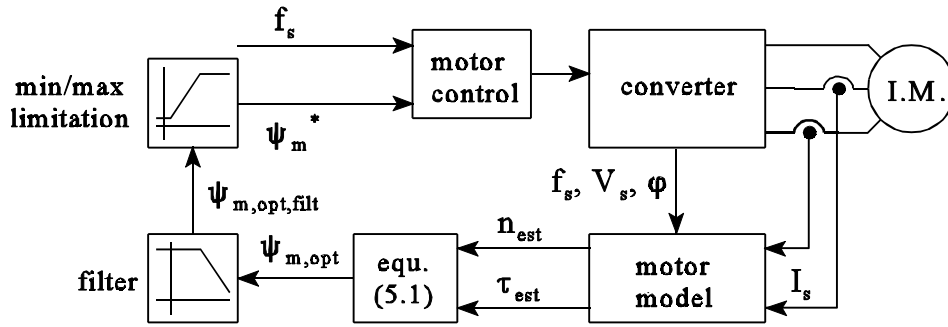 f_s
min/max
limitation
ψ_m*
motor
control
converter
I.M.
ψ_m,opt,filt
f_s, V_s, φ
n_est
ψ_m,opt
filter
equ.
(5.1)
τ_est
motor
model
I_s